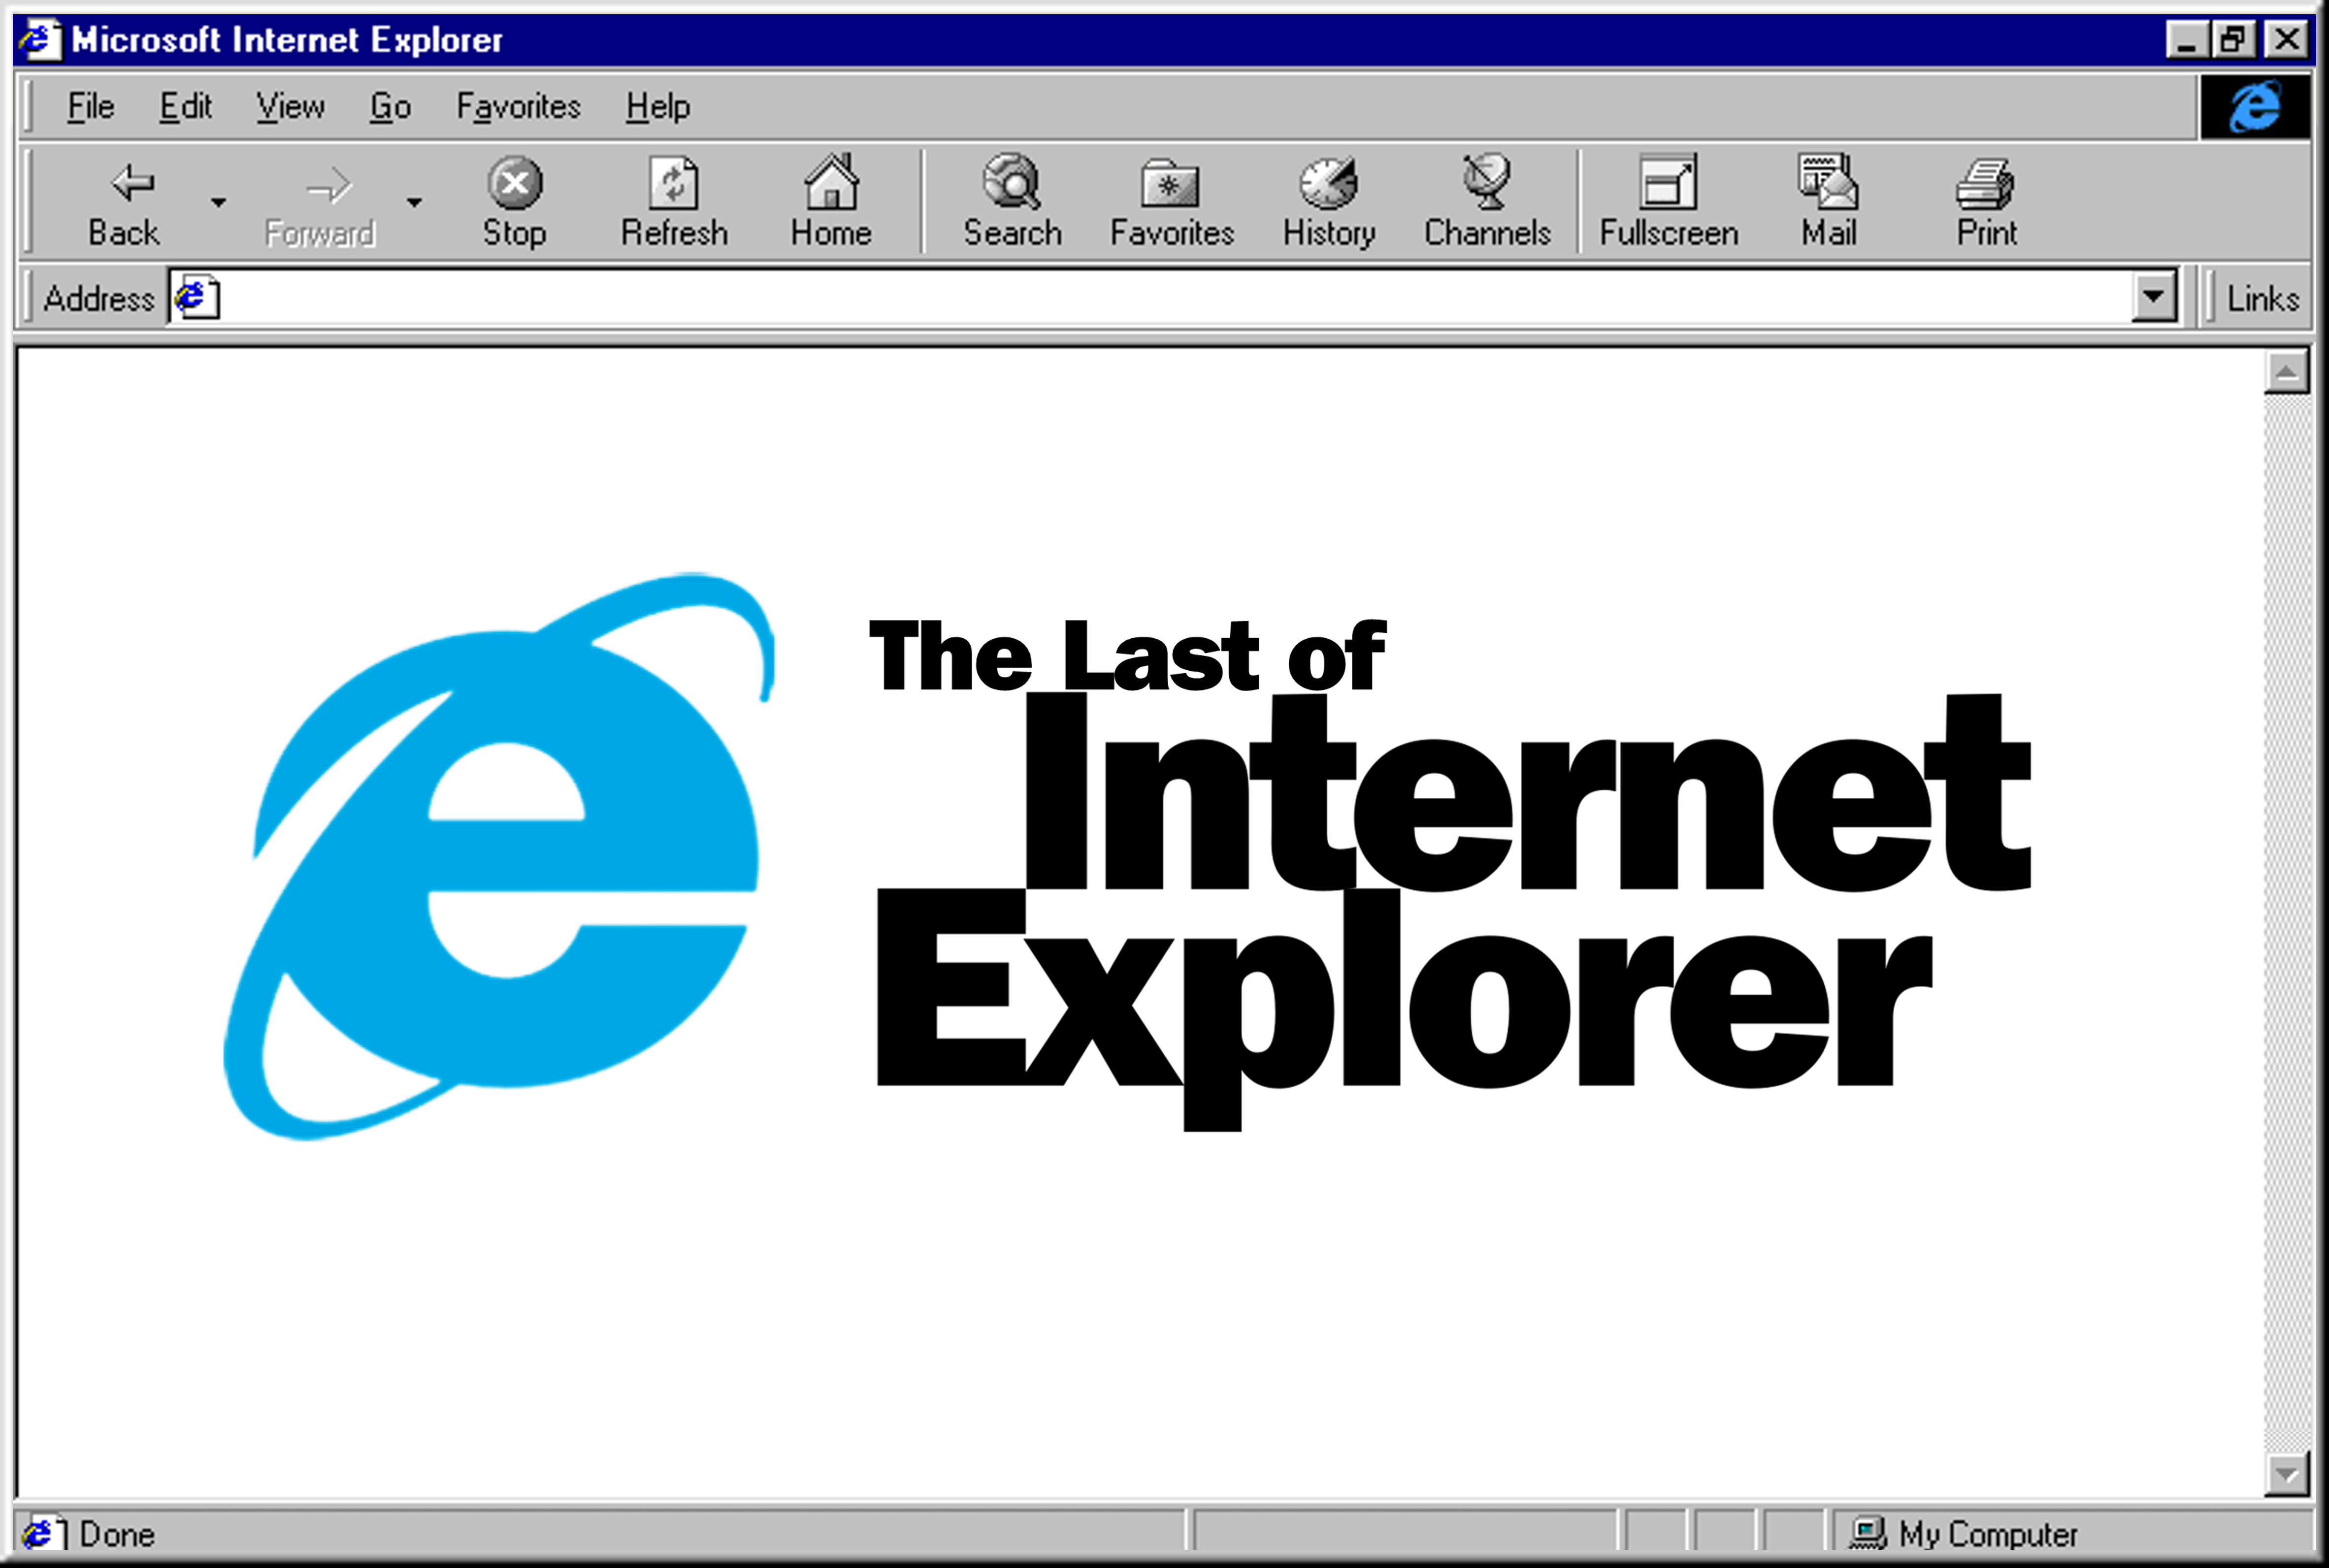 Microsoft Internet Explorer
File Edit View Go Favorites Help
Back Forward Stop Refresh Home Search Favorites History Channels Fullscreen Mail Print
Address Links
The Last of
Internet
Explorer
Done My Computer